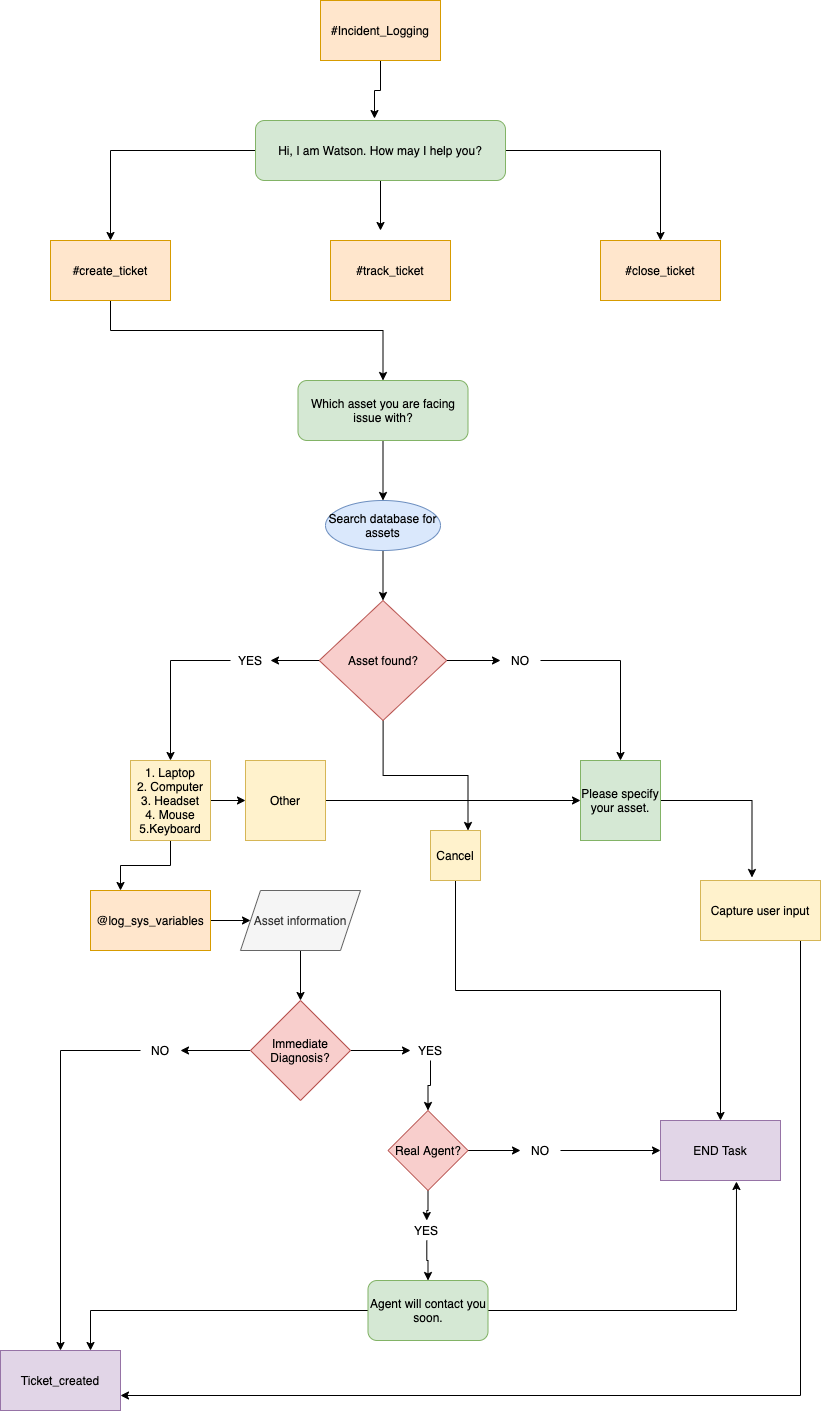 #Incident_Logging
Hi, I am Watson. How may I help you?
#create_ticket
#track_ticket
#close_ticket
Which asset you are facing
issue with?
Search database for
assets
YES
Asset found?
NO
1. Laptop
2. Computer
3. Headset
4. Mouse
5.Keyboard
Other
Please specify
your asset.
Cancel
@log_sys_variables
Asset information
Capture user input
NO
Immediate
Diagnosis?
YES
Real Agent?
NO
END Task
YES
Agent will contact you
soon.
Ticket_created